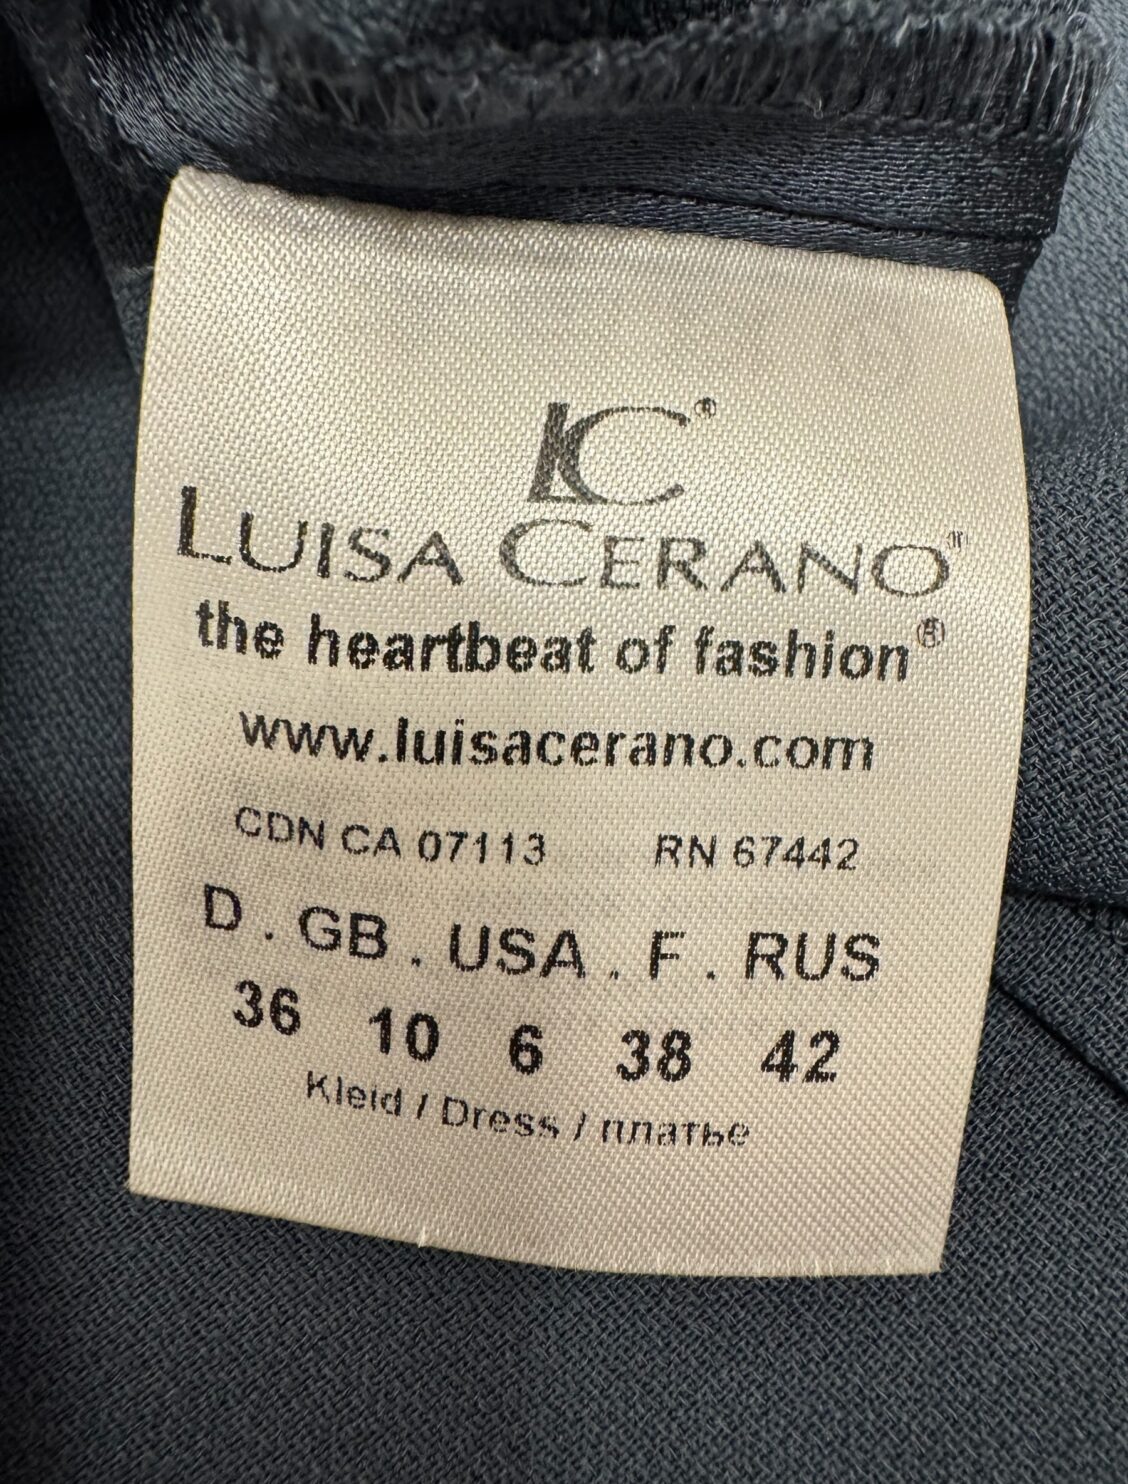 LC®
LUISA CERANO®
the heartbeat of fashion®
www.luisacerano.com
CDN CA 07113 RN 67442
D . GB . USA . F . RUS
36 10 6 38 42
Kleid / Dress / платье